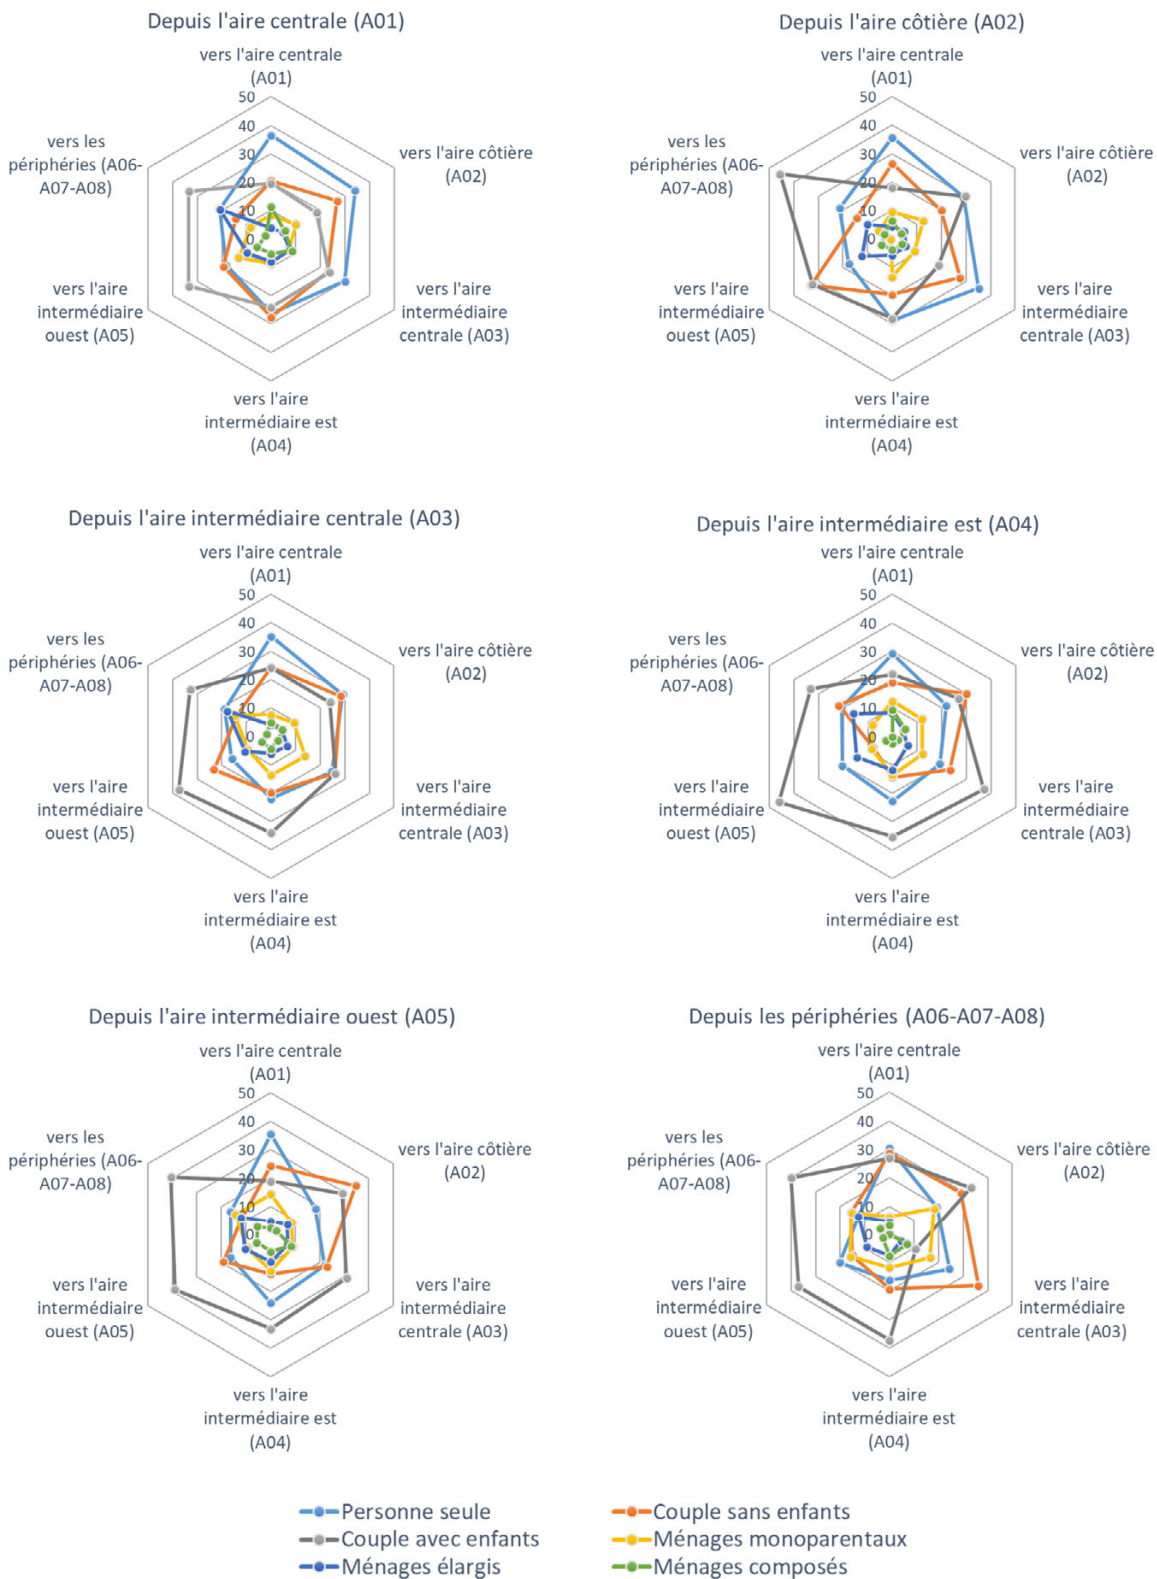 Depuis l'aire centrale (A01)
vers l'aire centrale
(A01)
50
40
30
20
10
0
vers l'aire côtière
(A02)
vers l'aire
intermédiaire
centrale (A03)
vers l'aire
intermédiaire est
(A04)
vers l'aire
intermédiaire
ouest (A05)
vers les
périphéries (A06-
A07-A08)
Depuis l'aire côtière (A02)
vers l'aire centrale
(A01)
50
40
30
20
10
0
vers l'aire côtière
(A02)
vers l'aire
intermédiaire
centrale (A03)
vers l'aire
intermédiaire est
(A04)
vers l'aire
intermédiaire
ouest (A05)
vers les
périphéries (A06-
A07-A08)
Depuis l'aire intermédiaire centrale (A03)
vers l'aire centrale
(A01)
50
40
30
20
10
0
vers l'aire côtière
(A02)
vers l'aire
intermédiaire
centrale (A03)
vers l'aire
intermédiaire est
(A04)
vers l'aire
intermédiaire
ouest (A05)
vers les
périphéries (A06-
A07-A08)
Depuis l'aire intermédiaire est (A04)
vers l'aire centrale
(A01)
50
40
30
20
10
0
vers l'aire côtière
(A02)
vers l'aire
intermédiaire
centrale (A03)
vers l'aire
intermédiaire est
(A04)
vers l'aire
intermédiaire
ouest (A05)
vers les
périphéries (A06-
A07-A08)
Depuis l'aire intermédiaire ouest (A05)
vers l'aire centrale
(A01)
50
40
30
20
10
0
vers l'aire côtière
(A02)
vers l'aire
intermédiaire
centrale (A03)
vers l'aire
intermédiaire est
(A04)
vers l'aire
intermédiaire
ouest (A05)
vers les
périphéries (A06-
A07-A08)
Depuis les périphéries (A06-A07-A08)
vers l'aire centrale
(A01)
50
40
30
20
10
0
vers l'aire côtière
(A02)
vers l'aire
intermédiaire
centrale (A03)
vers l'aire
intermédiaire est
(A04)
vers l'aire
intermédiaire
ouest (A05)
vers les
périphéries (A06-
A07-A08)
Personne seule
Couple sans enfants
Couple avec enfants
Ménages monoparentaux
Ménages élargis
Ménages composés